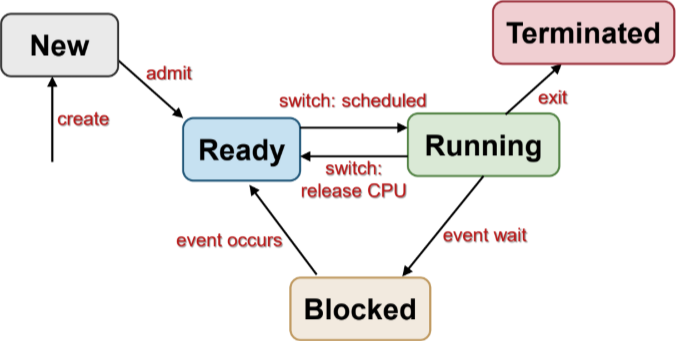 New
Terminated
admit
create
switch: scheduled
exit
Ready
Running
switch:
release CPU
event occurs
event wait
Blocked